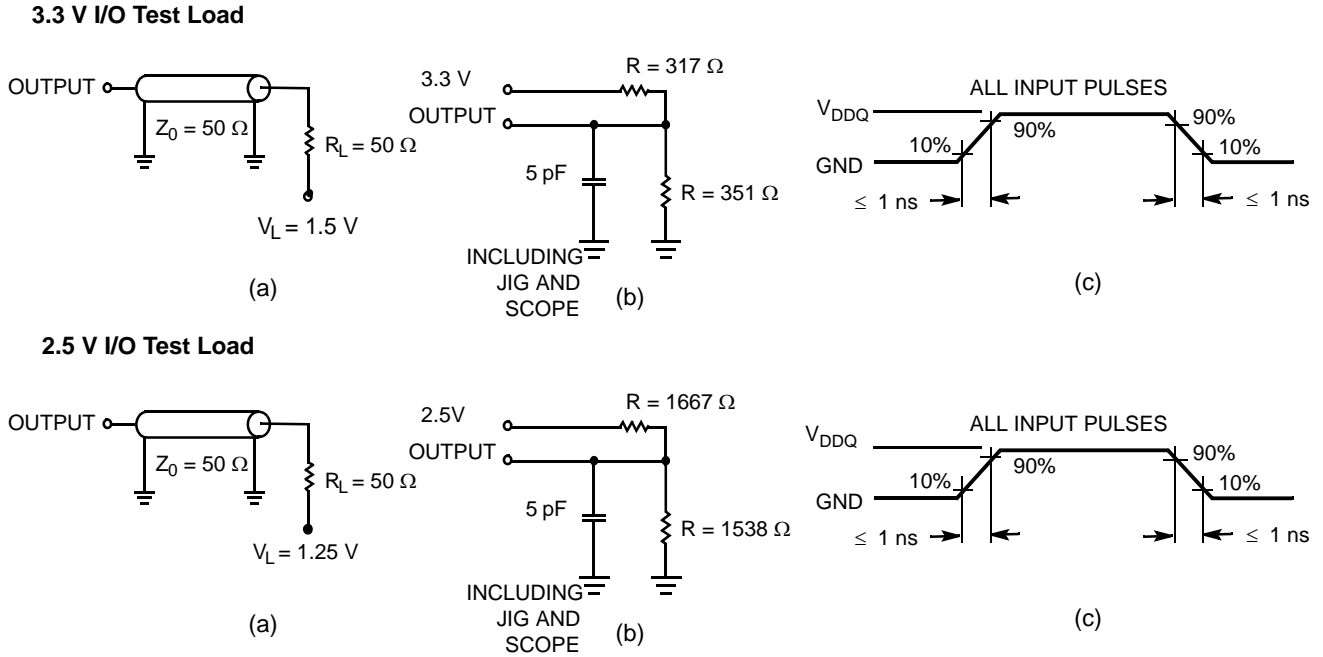 3.3 V I/O Test Load
OUTPUT
Z0 = 50 Ω
RL = 50 Ω
VL = 1.5 V
(a)
3.3 V
OUTPUT
R = 317 Ω
5 pF
R = 351 Ω
INCLUDING
JIG AND
SCOPE
(b)
ALL INPUT PULSES
VDDQ
GND
10%
90%
90%
10%
≤ 1 ns
≤ 1 ns
(c)
2.5 V I/O Test Load
OUTPUT
Z0 = 50 Ω
RL = 50 Ω
VL = 1.25 V
(a)
2.5V
OUTPUT
R = 1667 Ω
5 pF
R = 1538 Ω
INCLUDING
JIG AND
SCOPE
(b)
ALL INPUT PULSES
VDDQ
GND
10%
90%
90%
10%
≤ 1 ns
≤ 1 ns
(c)